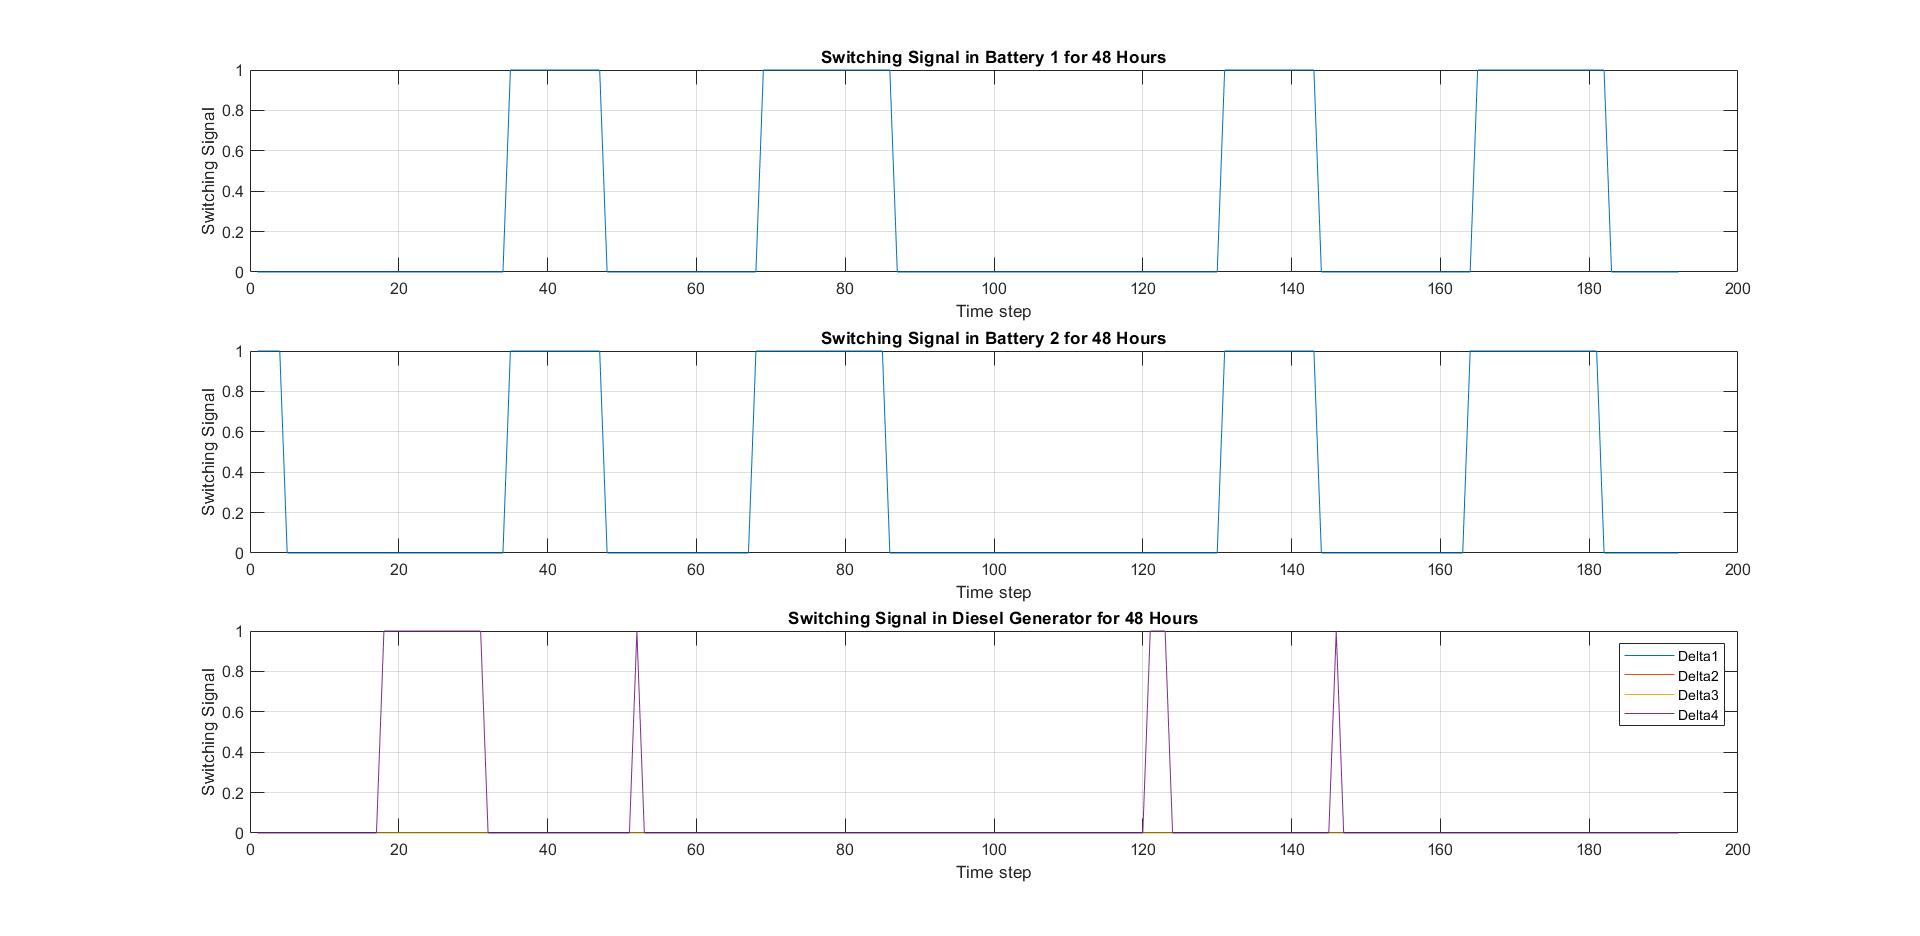 Switching Signal in Battery 1 for 48 Hours
1
0.8
0.6
0.4
0.2
0
Switching Signal
0 20 40 60 80 100 120 140 160 180 200
Time step
Switching Signal in Battery 2 for 48 Hours
1
0.8
0.6
0.4
0.2
0
Switching Signal
0 20 40 60 80 100 120 140 160 180 200
Time step
Switching Signal in Diesel Generator for 48 Hours
1
0.8
0.6
0.4
0.2
0
Switching Signal
Delta1
Delta2
Delta3
Delta4
0 20 40 60 80 100 120 140 160 180 200
Time step